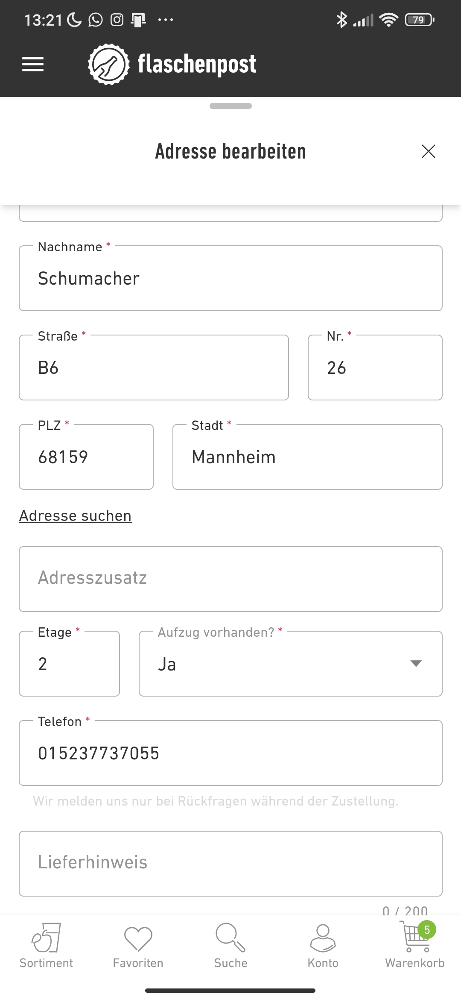 13:21 79
flaschenpost
Adresse bearbeiten
Nachname *
Schumacher
Straße * Nr. *
B6 26
PLZ * Stadt *
68159 Mannheim
Adresse suchen
Adresszusatz
Etage * Aufzug vorhanden? *
2 Ja
Telefon *
015237737055
Wir melden uns nur bei Rückfragen während der Zustellung.
Lieferhinweis
0 / 200
5
Sortiment Favoriten Suche Konto Warenkorb